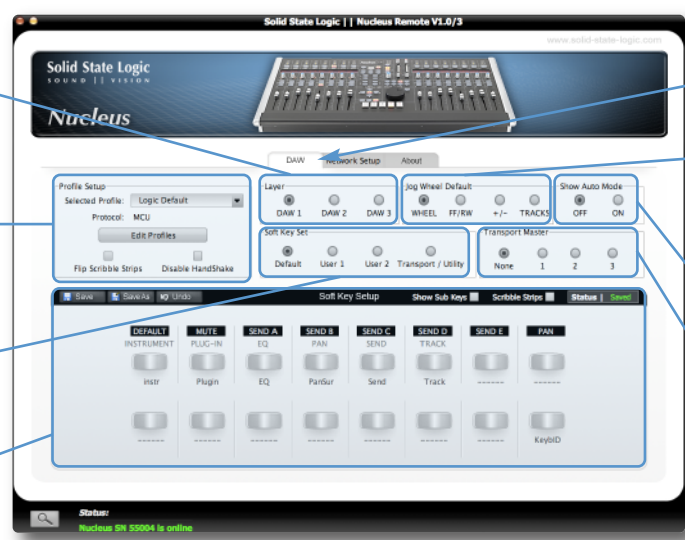 Solid State Logic || Nucleus Remote V1.0/3
www.solid-state-logic.com
Solid State Logic
SOUND || VISION
Nucleus
DAW Network Setup About
Profile Setup
Selected Profile: Logic Default
Protocol: MCU
Edit Profiles
Flip Scribble Strips Disable HandShake
Layer
DAW 1 DAW 2 DAW 3
Jog Wheel Default
WHEEL FF/RW +/- TRACKS
Show Auto Mode
OFF ON
Soft Key Set
Default User 1 User 2 Transport / Utility
Transport Master
None 1 2 3
Save Save As Undo Soft Key Setup Show Sub Keys Scribble Strips Status | Saved
DEFAULT MUTE SEND A SEND B SEND C SEND D SEND E PAN
INSTRUMENT PLUG-IN EQ PAN SEND TRACK
instr Plugin EQ PanSur Send Track ------ ------
------ ------ ------ ------ ------ ------ ------ KeybID
Status:
Nucleus SN 55004 is online